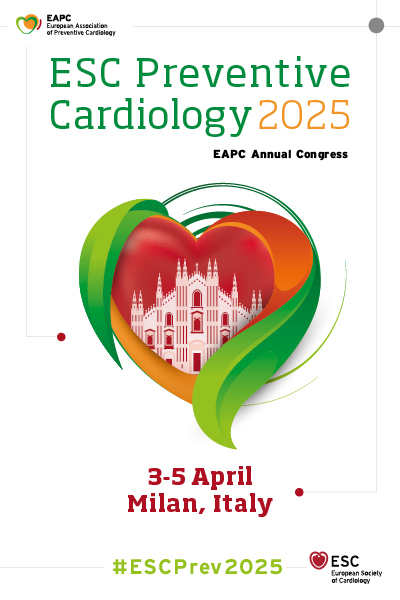 EAPC
European Association
of Preventive Cardiology
ESC Preventive
Cardiology 2025
EAPC Annual Congress
3-5 April
Milan, Italy
#ESCPrev2025
ESC
European Society
of Cardiology